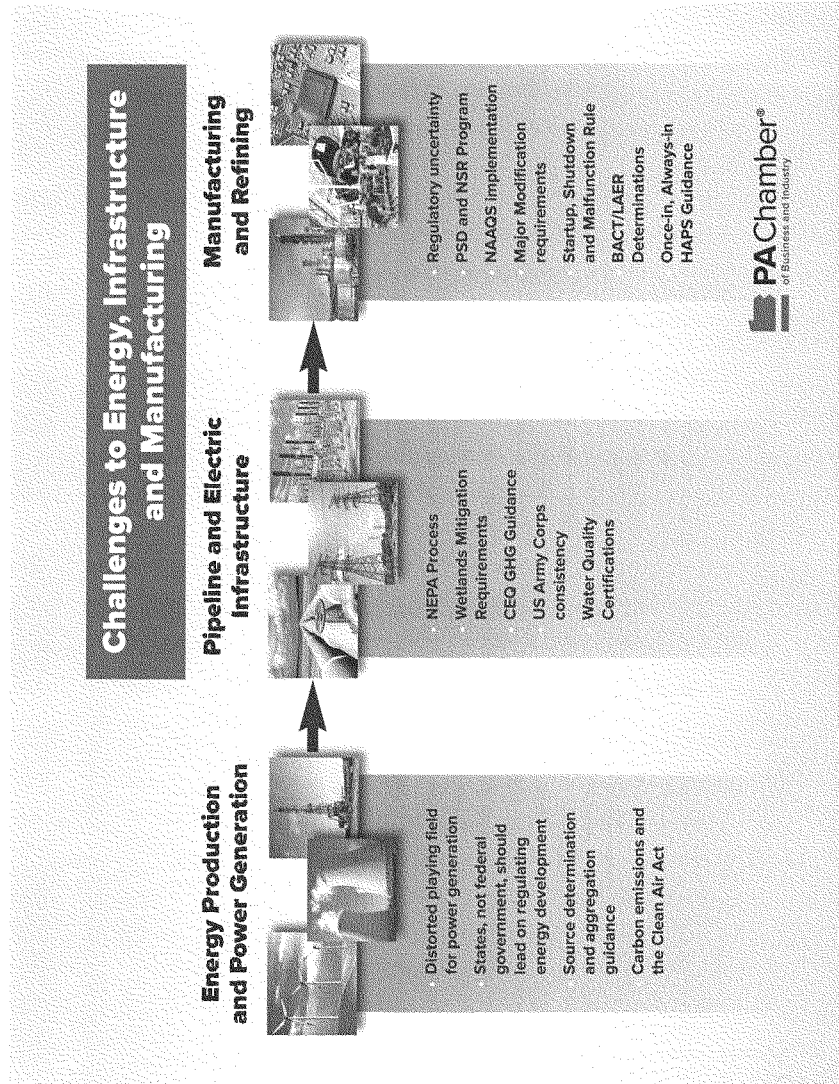 Challenges to Energy, Infrastructure
and Manufacturing
Energy Production
and Power Generation
Distorted playing field
for power generation
States, not federal
government, should
lead on regulating
energy development
Source determination
and aggregation
guidance
Carbon emissions and
the Clean Air Act
Pipeline and Electric
Infrastructure
NEPA Process
Wetlands Mitigation
Requirements
CEQ GHG Guidance
US Army Corps
consistency
Water Quality
Certifications
Manufacturing
and Refining
Regulatory uncertainty
PSD and NSR Program
NAAQS implementation
Major Modification
requirements
Startup, Shutdown
and Malfunction Rule
BACT/LAER
Determinations
Once-in, Always-in
HAPS Guidance
PAChamber®
of Business and Industry